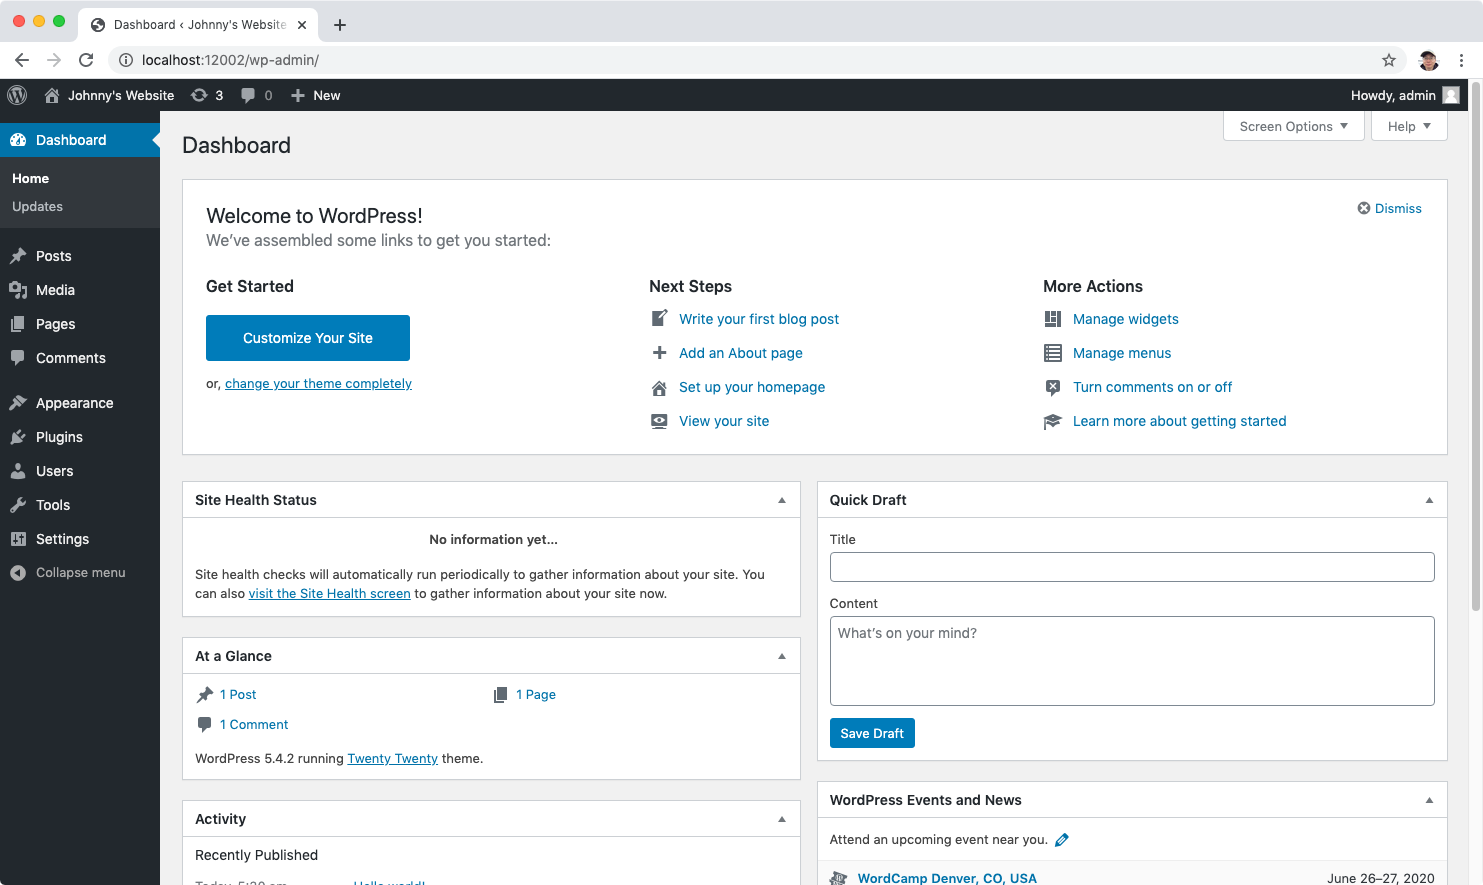 Dashboard ‹ Johnny's Website
localhost:12002/wp-admin/
Johnny's Website 3 0 New Howdy, admin
Screen Options Help
Dashboard
Home
Updates
Posts
Media
Pages
Comments
Appearance
Plugins
Users
Tools
Settings
Collapse menu
Dashboard
Welcome to WordPress!
We've assembled some links to get you started:
Dismiss
Get Started
Customize Your Site
or, change your theme completely
Next Steps
Write your first blog post
Add an About page
Set up your homepage
View your site
More Actions
Manage widgets
Manage menus
Turn comments on or off
Learn more about getting started
Site Health Status
No information yet...
Site health checks will automatically run periodically to gather information about your site. You
can also visit the Site Health screen to gather information about your site now.
At a Glance
1 Post 1 Page
1 Comment
WordPress 5.4.2 running Twenty Twenty theme.
Activity
Recently Published
Today, 5:30 am Hello world!
Quick Draft
Title
Content
What's on your mind?
Save Draft
WordPress Events and News
Attend an upcoming event near you.
WordCamp Denver, CO, USA June 26–27, 2020